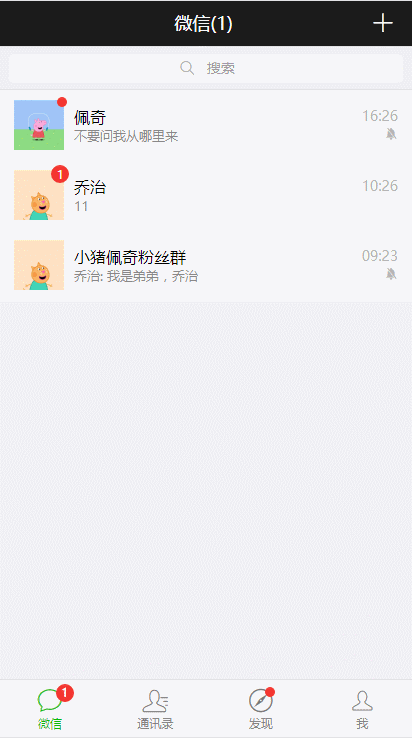 微信(1)
搜索
佩奇 16:26
不要问我从哪里来
1
乔治 10:26
11
小猪佩奇粉丝群 09:23
乔治: 我是弟弟，乔治
1
微信 通讯录 发现 我